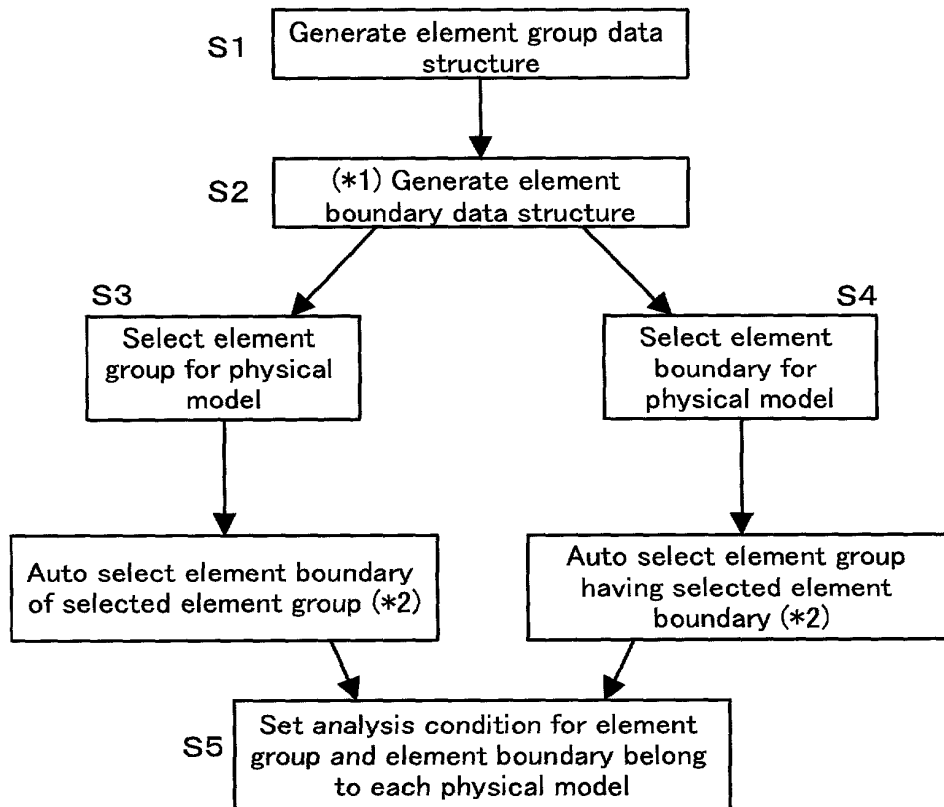 S1
Generate element group data
structure
S2
(*1) Generate element
boundary data structure
S3
Select element
group for physical
model
S4
Select element
boundary for
physical model
Auto select element boundary
of selected element group (*2)
Auto select element group
having selected element
boundary (*2)
S5
Set analysis condition for element
group and element boundary belong
to each physical model